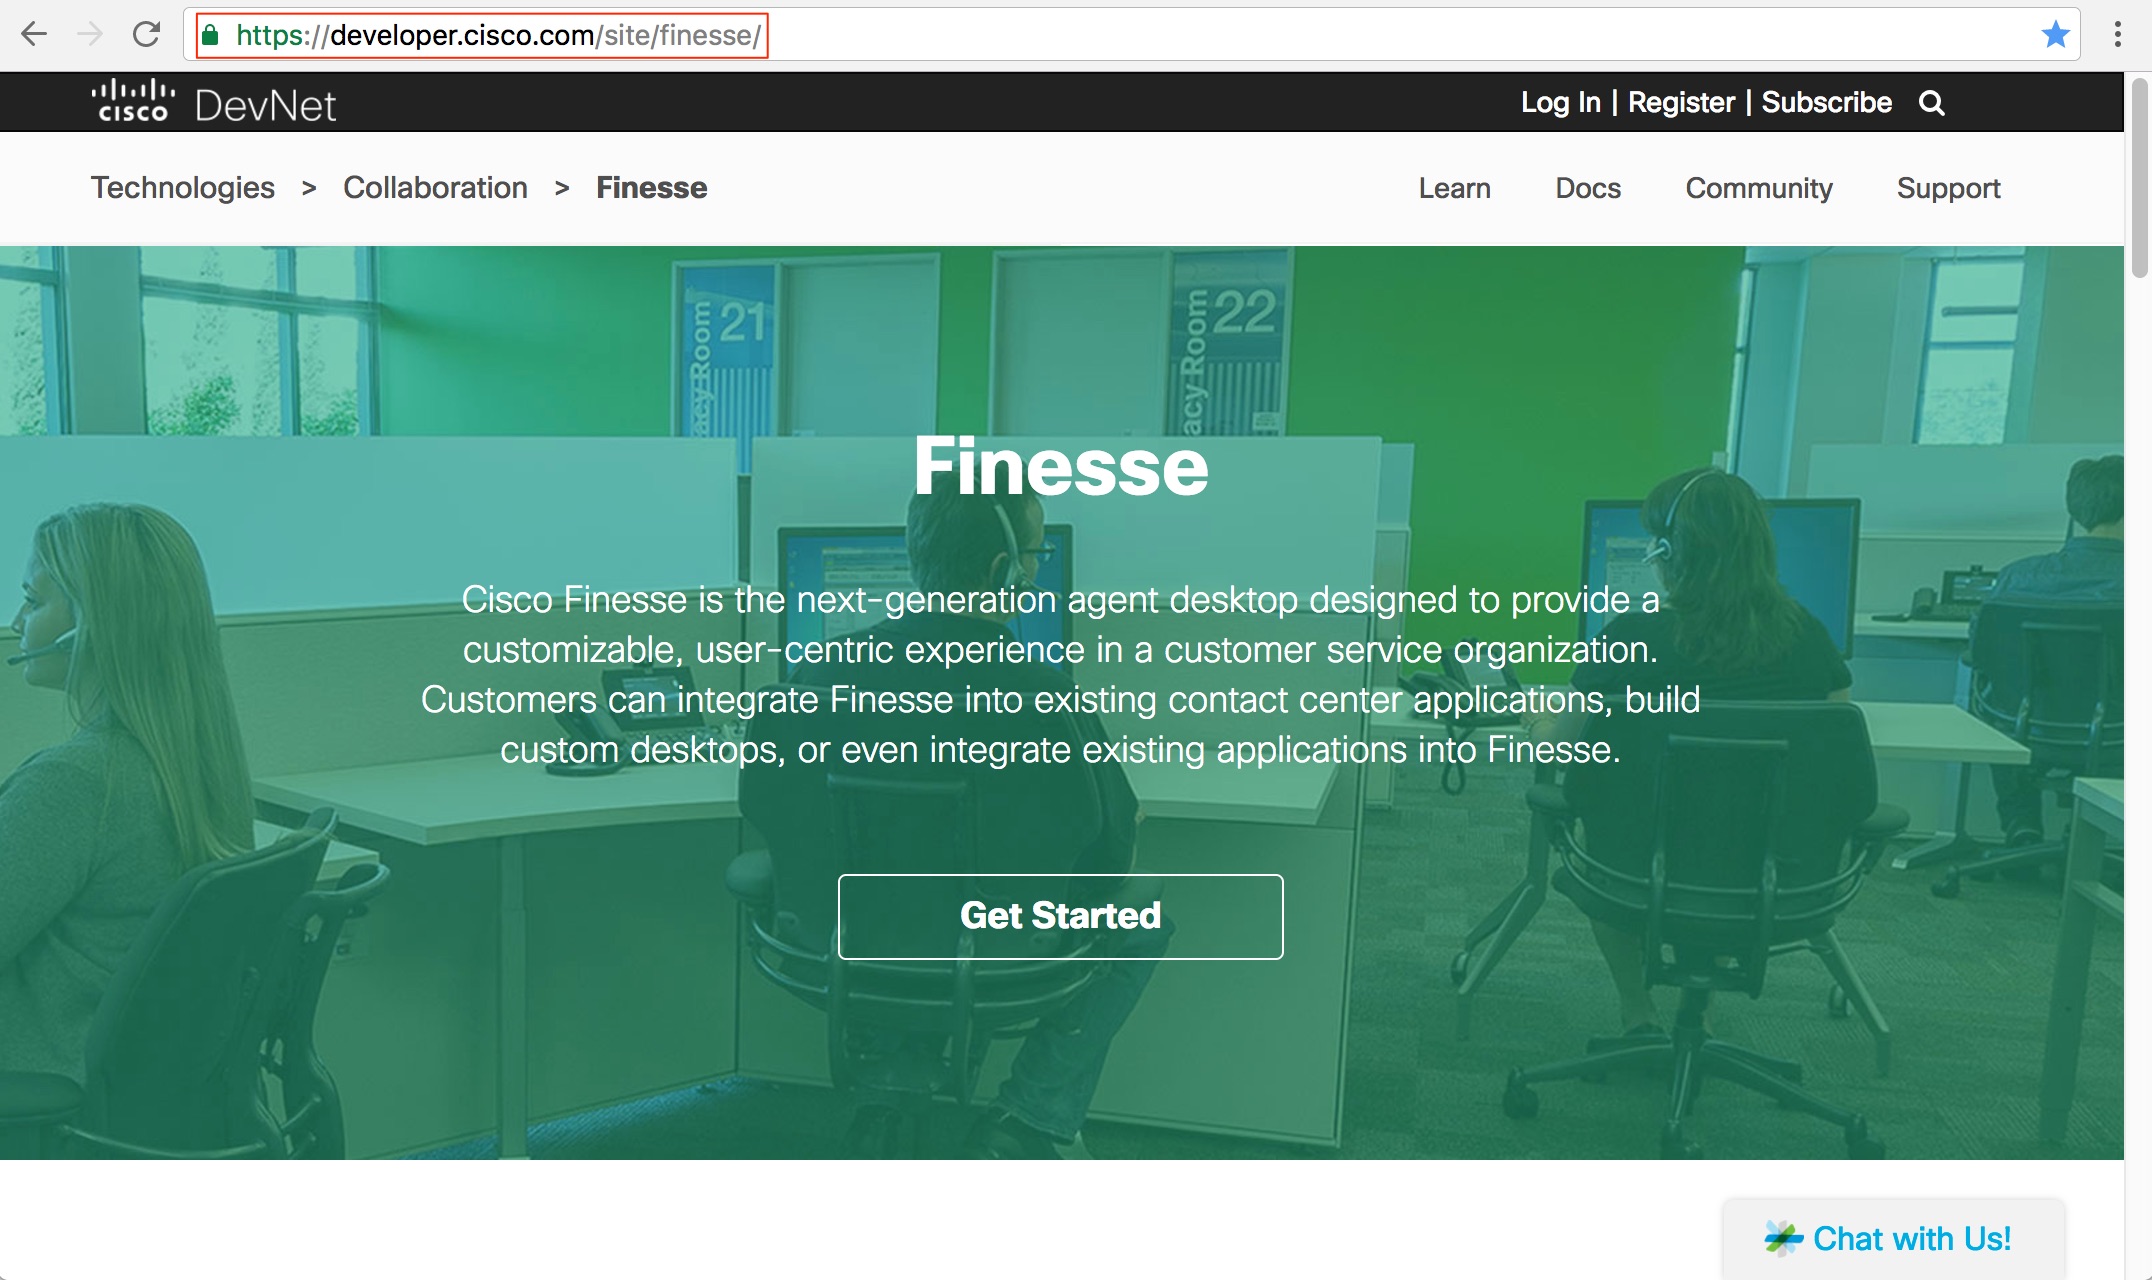 https://developer.cisco.com/site/finesse/
cisco DevNet
Log In | Register | Subscribe
Technologies > Collaboration > Finesse
Learn Docs Community Support
acy Room 21
acy Room 22
Finesse
Cisco Finesse is the next-generation agent desktop designed to provide a
customizable, user-centric experience in a customer service organization.
Customers can integrate Finesse into existing contact center applications, build
custom desktops, or even integrate existing applications into Finesse.
Get Started
Chat with Us!